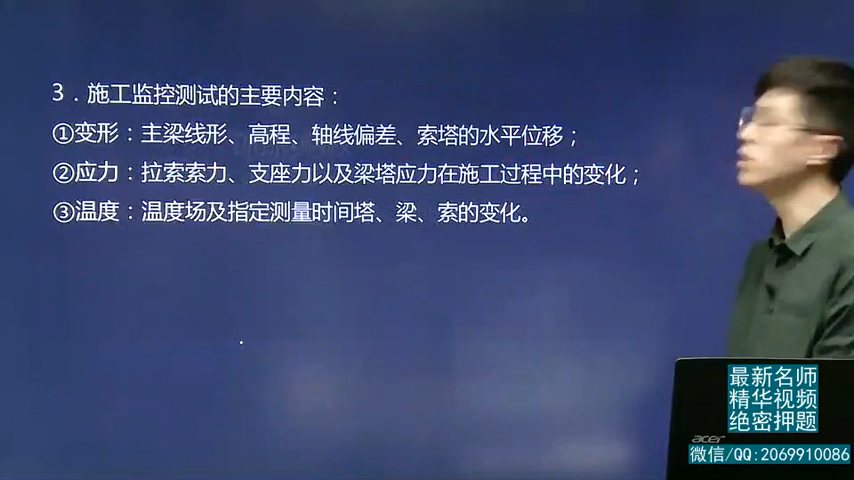 3．施工监控测试的主要内容：
①变形：主梁线形、高程、轴线偏差、索塔的水平位移；
②应力：拉索索力、支座力以及梁塔应力在施工过程中的变化；
③温度：温度场及指定测量时间塔、梁、索的变化。
最新名师
精华视频
绝密押题
acer
微信/QQ:2069910086